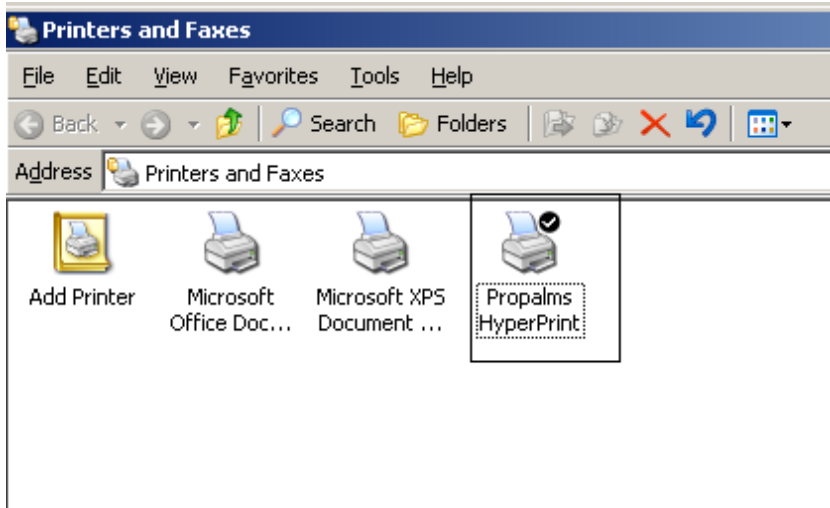 Printers and Faxes
File Edit View Favorites Tools Help
Back Search Folders
Address Printers and Faxes
Add Printer
Microsoft
Office Doc...
Microsoft XPS
Document ...
Propalms
HyperPrint